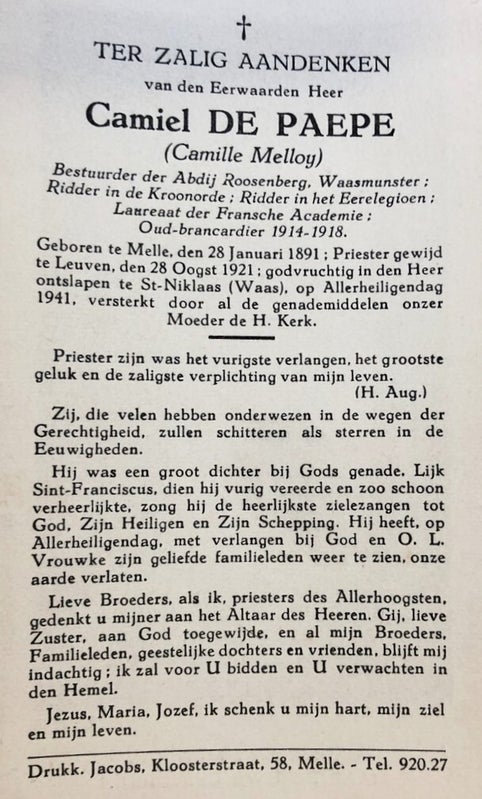 TER ZALIG AANDENKEN
van den Eerwaarden Heer
Camiel DE PAEPE
(Camille Melloy)
Bestuurder der Abdij Roosenberg, Waasmunster ;
Ridder in de Kroonorde ; Ridder in het Eerelegioen ;
Laureaat der Fransche Academie ;
Oud-brancardier 1914-1918.
Geboren te Melle, den 28 Januari 1891 ; Priester gewijd
te Leuven, den 28 Oogst 1921 ; godvruchtig in den Heer
ontslapen te St-Niklaas (Waas), op Allerheiligendag
1941, versterkt door al de genademiddelen onzer
Moeder de H. Kerk.
Priester zijn was het vurigste verlangen, het grootste
geluk en de zaligste verplichting van mijn leven.
(H. Aug.)
Zij, die velen hebben onderwezen in de wegen der
Gerechtigheid, zullen schitteren als sterren in de
Eeuwigheden.
Hij was een groot dichter bij Gods genade. Lijk
Sint-Franciscus, dien hij vurig vereerde en zoo schoon
verheerlijkte, zong hij de heerlijkste zielezangen tot
God, Zijn Heiligen en Zijn Schepping. Hij heeft, op
Allerheiligendag, met verlangen bij God en O. L.
Vrouwke zijn geliefde familieleden weer te zien, onze
aarde verlaten.
Lieve Broeders, als ik, priesters des Allerhoogsten,
gedenkt u mijner aan het Altaar des Heeren. Gij, lieve
Zuster, aan God toegewijde, en al mijn Broeders,
Familieleden, geestelijke dochters en vrienden, blijft mij
indachtig ; ik zal voor U bidden en U verwachten in
den Hemel.
Jezus, Maria, Jozef, ik schenk u mijn hart, mijn ziel
en mijn leven.
Drukk. Jacobs, Kloosterstraat, 58, Melle. - Tel. 920.27